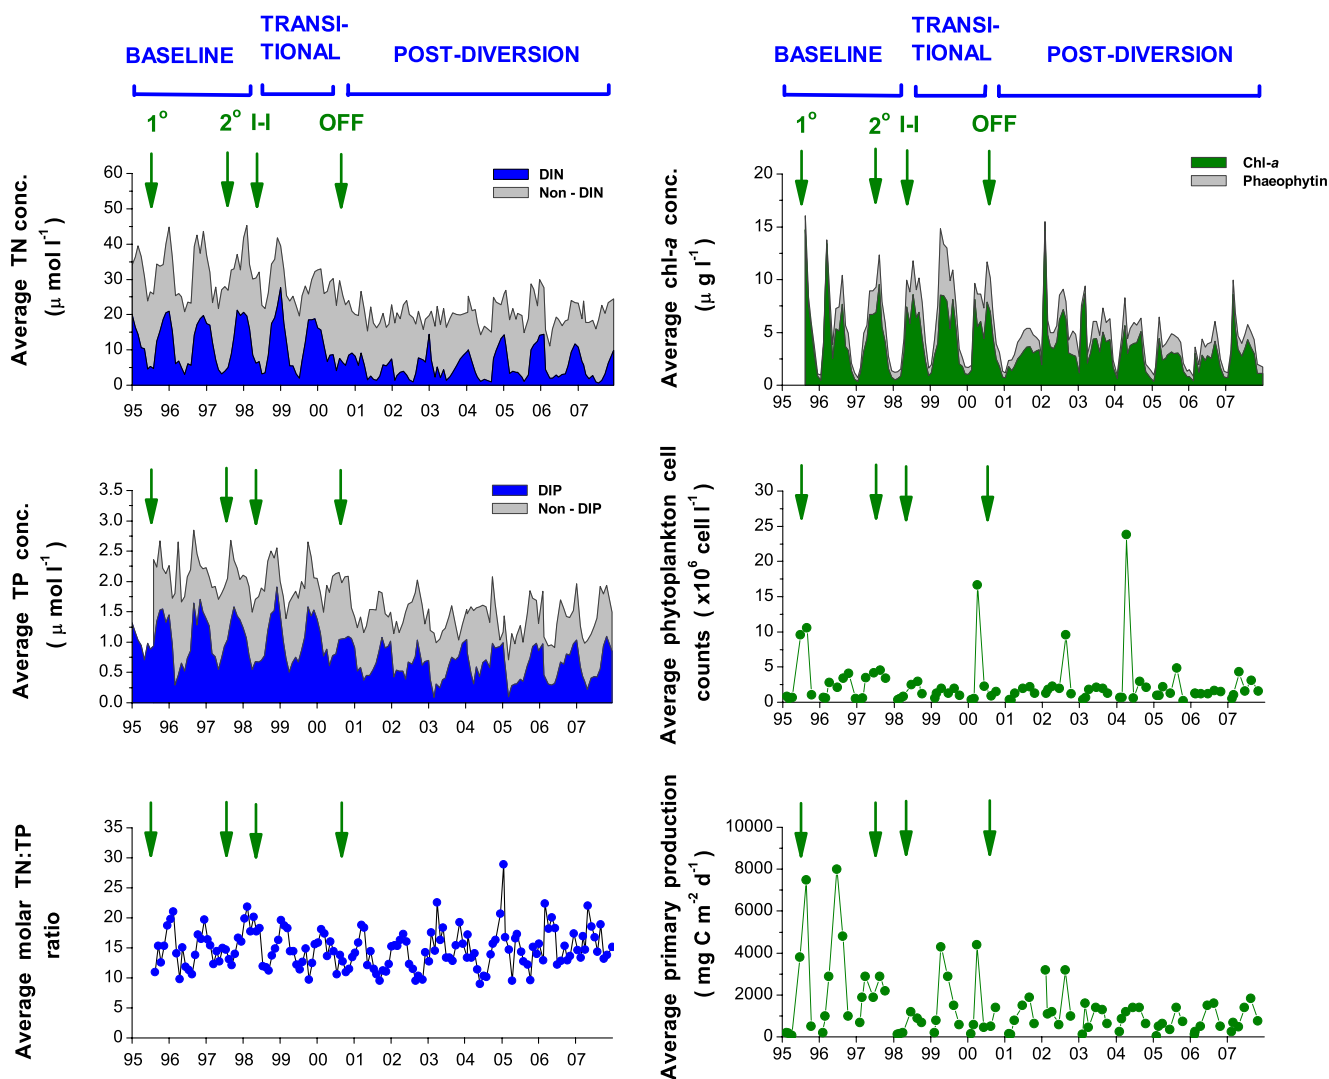 TRANSI-
TIONAL
BASELINE
POST-DIVERSION
1° 2° I-I OFF
Average TN conc.
(μ mol l-1)
60
50
40
30
20
10
0
DIN
Non - DIN
95 96 97 98 99 00 01 02 03 04 05 06 07
Average TP conc.
(μ mol l-1)
3.5
3.0
2.5
2.0
1.5
1.0
0.5
0.0
DIP
Non - DIP
95 96 97 98 99 00 01 02 03 04 05 06 07
Average molar TN:TP
ratio
35
30
25
20
15
10
5
0
95 96 97 98 99 00 01 02 03 04 05 06 07
TRANSI-
TIONAL
BASELINE
POST-DIVERSION
1° 2° I-I OFF
Average chl-a conc.
(μ g l-1)
20
15
10
5
0
Chl-a
Phaeophytin
95 96 97 98 99 00 01 02 03 04 05 06 07
Average phytoplankton cell
counts ( x10^6 cell l-1)
30
25
20
15
10
5
0
95 96 97 98 99 00 01 02 03 04 05 06 07
Average primary production
( mg C m-2 d-1)
10000
8000
6000
4000
2000
0
95 96 97 98 99 00 01 02 03 04 05 06 07